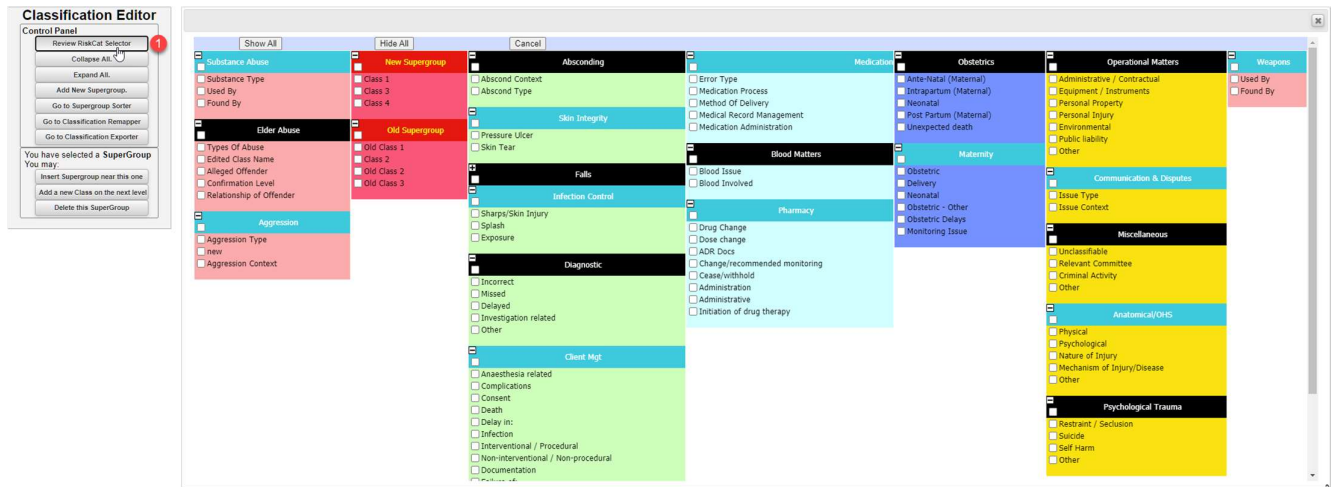 Classification Editor
Control Panel
Review RiskCat Selector
1
Collapse All.
Expand All.
Add New Supergroup.
Go to Supergroup Sorter
Go to Classification Remapper
Go to Classification Exporter
You have selected a SuperGroup
You may:
Insert Supergroup near this one
Add a new Class on the next level
Delete this SuperGroup
Show All
Hide All
Cancel
Substance Abuse
Substance Type
Used By
Found By
Elder Abuse
Types Of Abuse
Edited Class Name
Alleged Offender
Confirmation Level
Relationship of Offender
Aggression
Aggression Type
new
Aggression Context
New Supergroup
Class 1
Class 3
Class 4
Old Supergroup
Old Class 1
Class 2
Old Class 2
Old Class 3
Absconding
Abscond Context
Abscond Type
Skin Integrity
Pressure Ulcer
Skin Tear
Falls
Infection Control
Sharps/Skin Injury
Splash
Exposure
Diagnostic
Incorrect
Missed
Delayed
Investigation related
Other
Client Mgt
Anaesthesia related
Complications
Consent
Death
Delay in:
Infection
Interventional / Procedural
Non-interventional / Non-procedural
Documentation
Failure of:
Medication
Error Type
Medication Process
Method Of Delivery
Medical Record Management
Medication Administration
Blood Matters
Blood Issue
Blood Involved
Pharmacy
Drug Change
Dose change
ADR Docs
Change/recommended monitoring
Cease/withhold
Administration
Administrative
Initiation of drug therapy
Obstetrics
Ante-Natal (Maternal)
Intrapartum (Maternal)
Neonatal
Post Partum (Maternal)
Unexpected death
Maternity
Obstetric
Delivery
Neonatal
Obstetric - Other
Obstetric Delays
Monitoring Issue
Operational Matters
Administrative / Contractual
Equipment / Instruments
Personal Property
Personal Injury
Environmental
Public liability
Other
Communication & Disputes
Issue Type
Issue Context
Miscellaneous
Unclassifiable
Relevant Committee
Criminal Activity
Other
Anatomical/OHS
Physical
Psychological
Nature of Injury
Mechanism of Injury/Disease
Other
Psychological Trauma
Restraint / Seclusion
Suicide
Self Harm
Other
Weapons
Used By
Found By